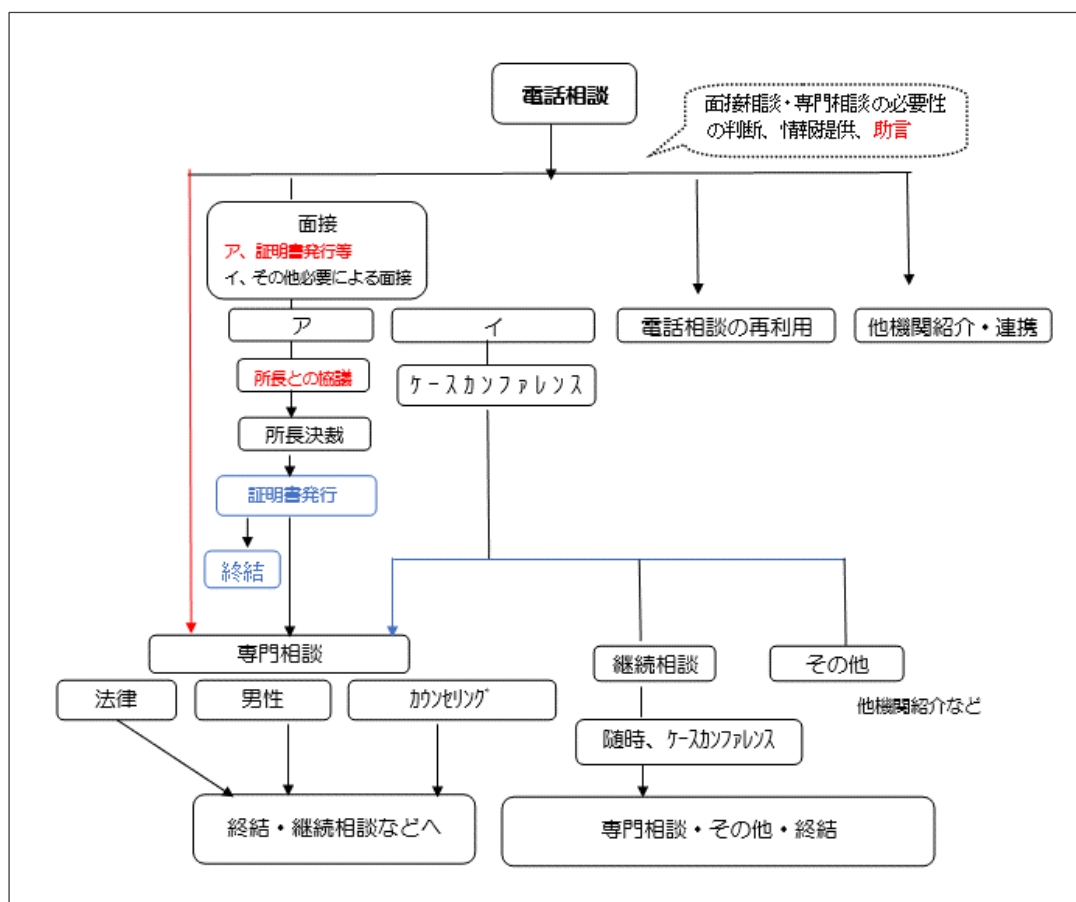 電話相談
面接相談・専門相談の必要性
の判断、情報提供、助言
面接
ア、証明書発行等
イ、その他必要による面接
ア
イ
電話相談の再利用
他機関紹介・連携
所長との協議
ケースカンファレンス
所長決裁
証明書発行
終結
専門相談
継続相談
その他
法律
男性
カウンセリング
他機関紹介など
随時、ケースカンファレンス
終結・継続相談などへ
専門相談・その他・終結